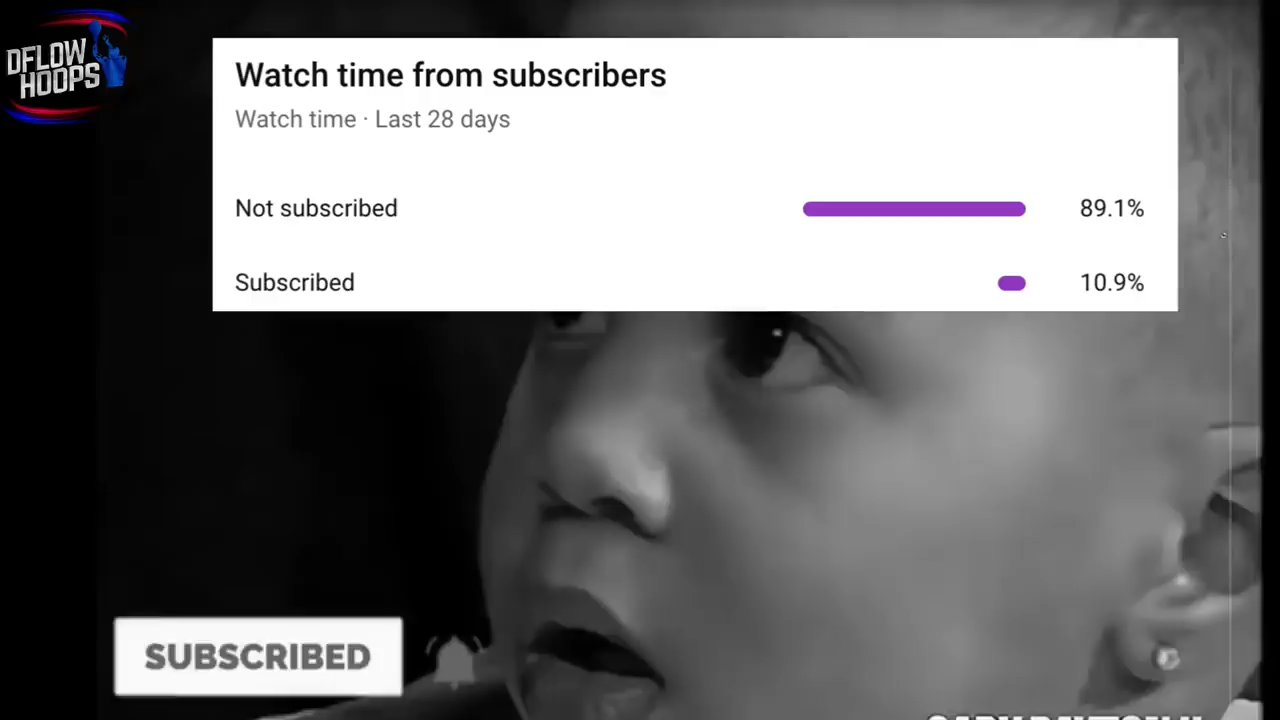 DFLOW
HOOPS
Watch time from subscribers
Watch time · Last 28 days
Not subscribed 89.1%
Subscribed 10.9%
SUBSCRIBED